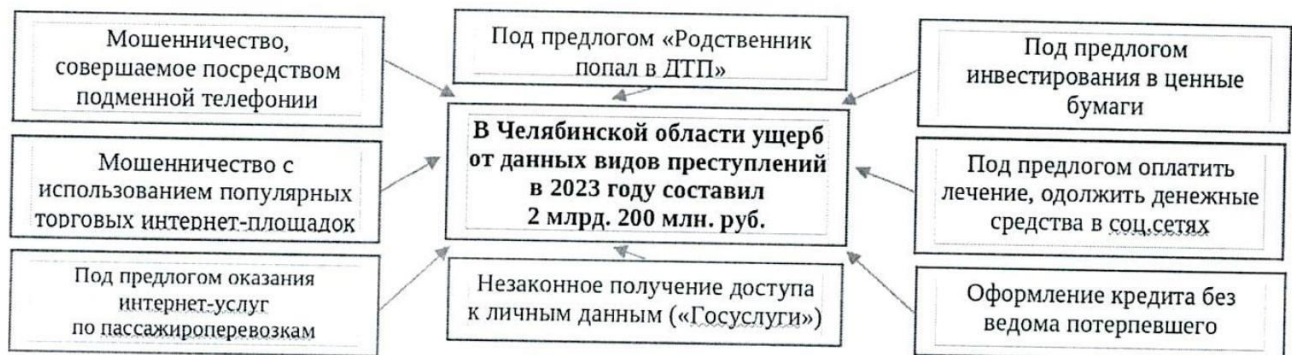 Мошенничество,
совершаемое посредством
подменной телефонии
Под предлогом «Родственник
попал в ДТП»
Под предлогом
инвестирования в ценные
бумаги
Мошенничество с
использованием популярных
торговых интернет-площадок
В Челябинской области ущерб
от данных видов преступлений
в 2023 году составил
2 млрд. 200 млн. руб.
Под предлогом оплатить
лечение, одолжить денежные
средства в соц.сетях
Под предлогом оказания
интернет-услуг
по пассажироперевозкам
Незаконное получение доступа
к личным данным («Госуслуги»)
Оформление кредита без
ведома потерпевшего